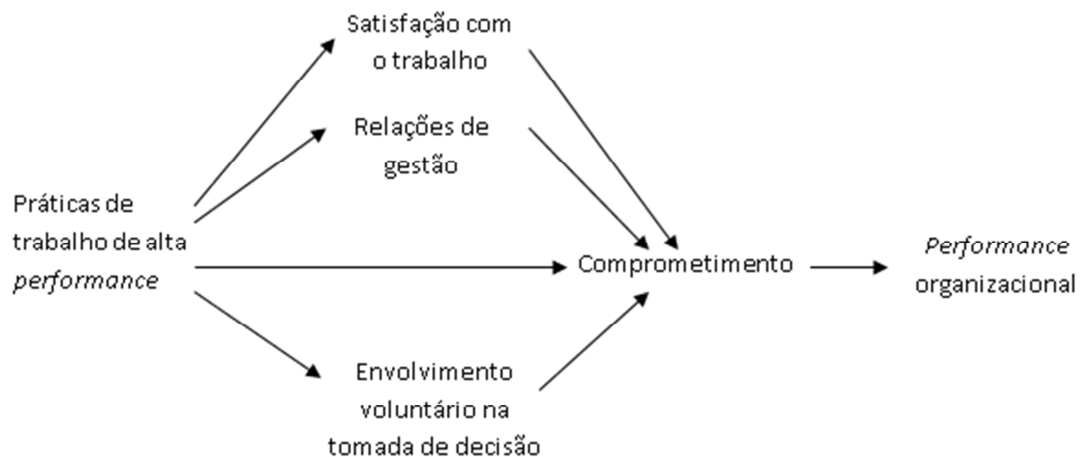 Satisfação com
o trabalho
Relações de
gestão
Práticas de
trabalho de alta
performance
Comprometimento
Performance
organizacional
Envolvimento
voluntário na
tomada de decisão